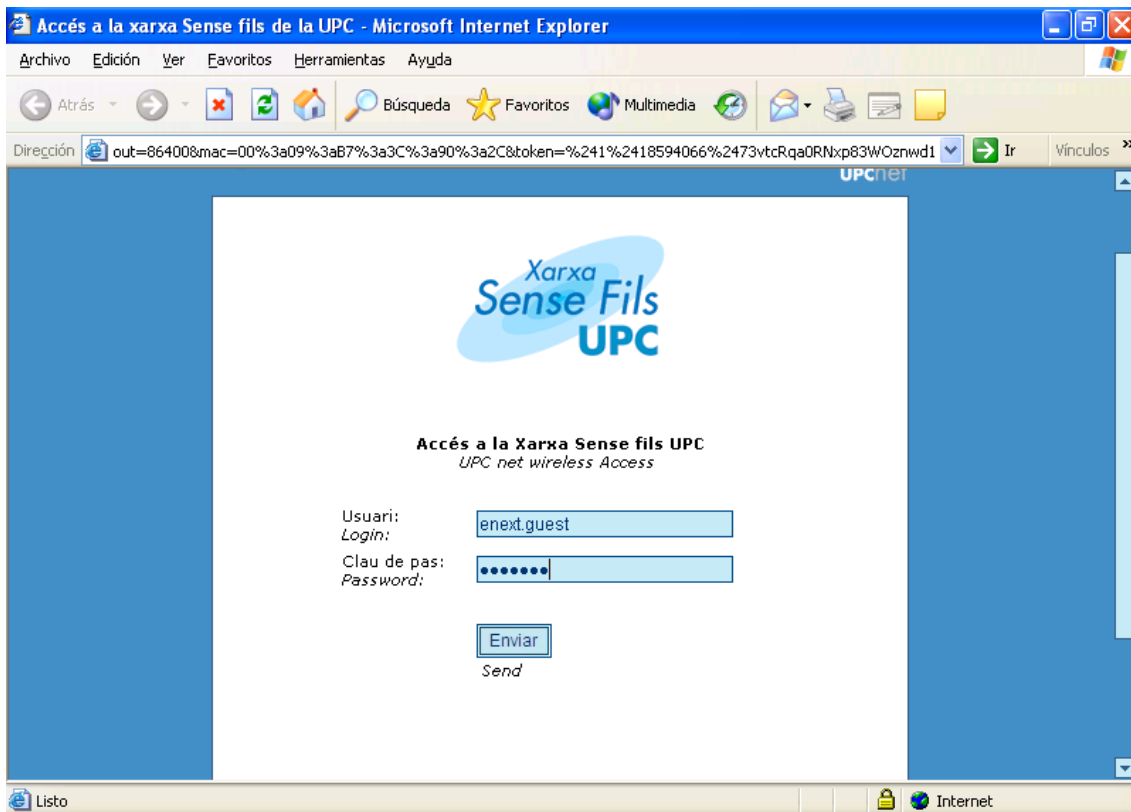 Accés a la xarxa Sense fils de la UPC - Microsoft Internet Explorer
Archivo Edición Ver Favoritos Herramientas Ayuda
Atrás Búsqueda Favoritos Multimedia
Dirección out=86400&mac=00%3a09%3aB7%3a3C%3a90%3a2C&token=%241%2418594066%2473vtcRqa0RNxp83WOznwd1 Ir Vínculos »
UPCnet
Xarxa
Sense Fils
UPC
Accés a la Xarxa Sense fils UPC
UPC net wireless Access
Usuari:
Login:
enext.guest
Clau de pas:
Password:
•••••••
Enviar
Send
Listo Internet